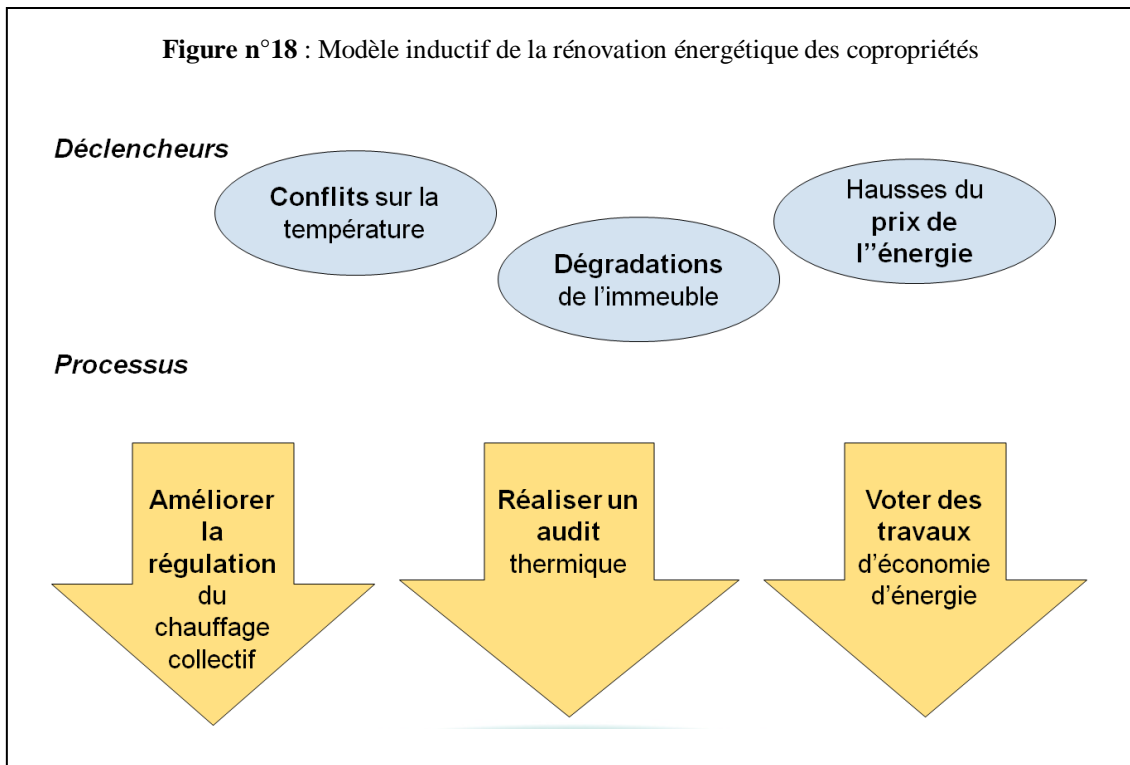 Figure n°18 : Modèle inductif de la rénovation énergétique des copropriétés
Déclencheurs
Conflits sur la
température
Dégradations
de l'immeuble
Hausses du
prix de
l''énergie
Processus
Améliorer
la
régulation
du
chauffage
collectif
Réaliser un
audit
thermique
Voter des
travaux
d'économie
d'énergie